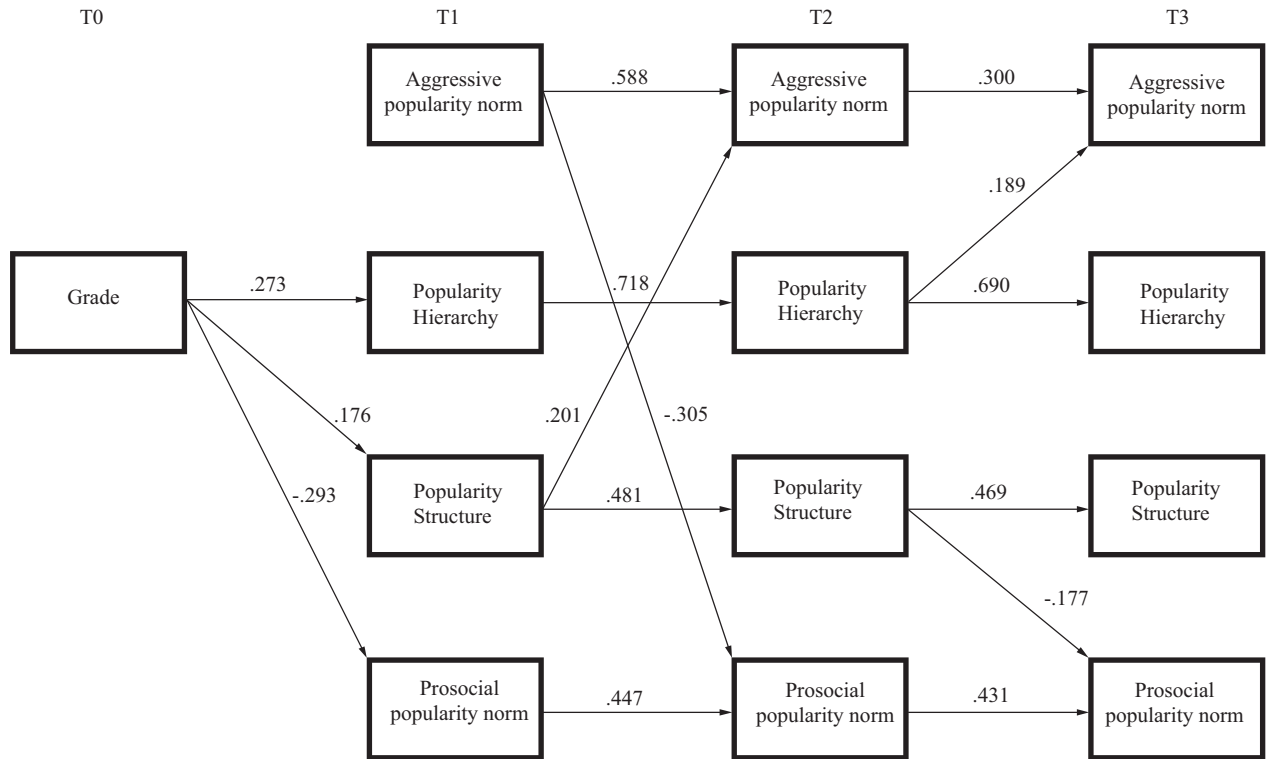 T0
T1
T2
T3
Aggressive
popularity norm
.588
Aggressive
popularity norm
.300
Aggressive
popularity norm
.189
Grade
.273
Popularity
Hierarchy
.718
Popularity
Hierarchy
.690
Popularity
Hierarchy
.176
.201
-.305
-.293
Popularity
Structure
.481
Popularity
Structure
.469
Popularity
Structure
-.177
Prosocial
popularity norm
.447
Prosocial
popularity norm
.431
Prosocial
popularity norm